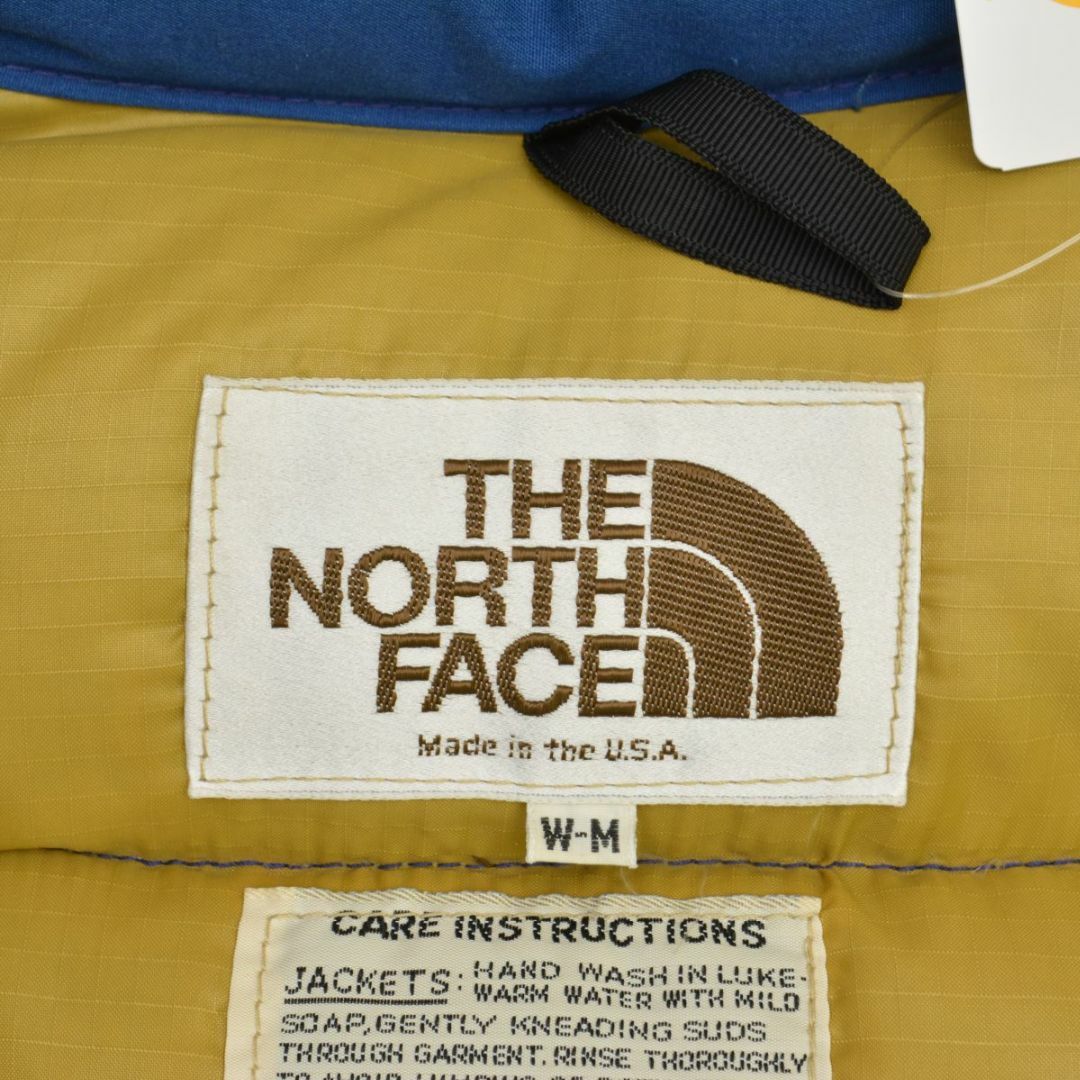 THE
NORTH
FACE
Made in the U.S.A.
W-M
CARE INSTRUCTIONS
JACKETS: HAND WASH IN LUKE-
WARM WATER WITH MILD
SOAP, GENTLY KNEADING SUDS
THROUGH GARMENT. RINSE THOROUGHLY